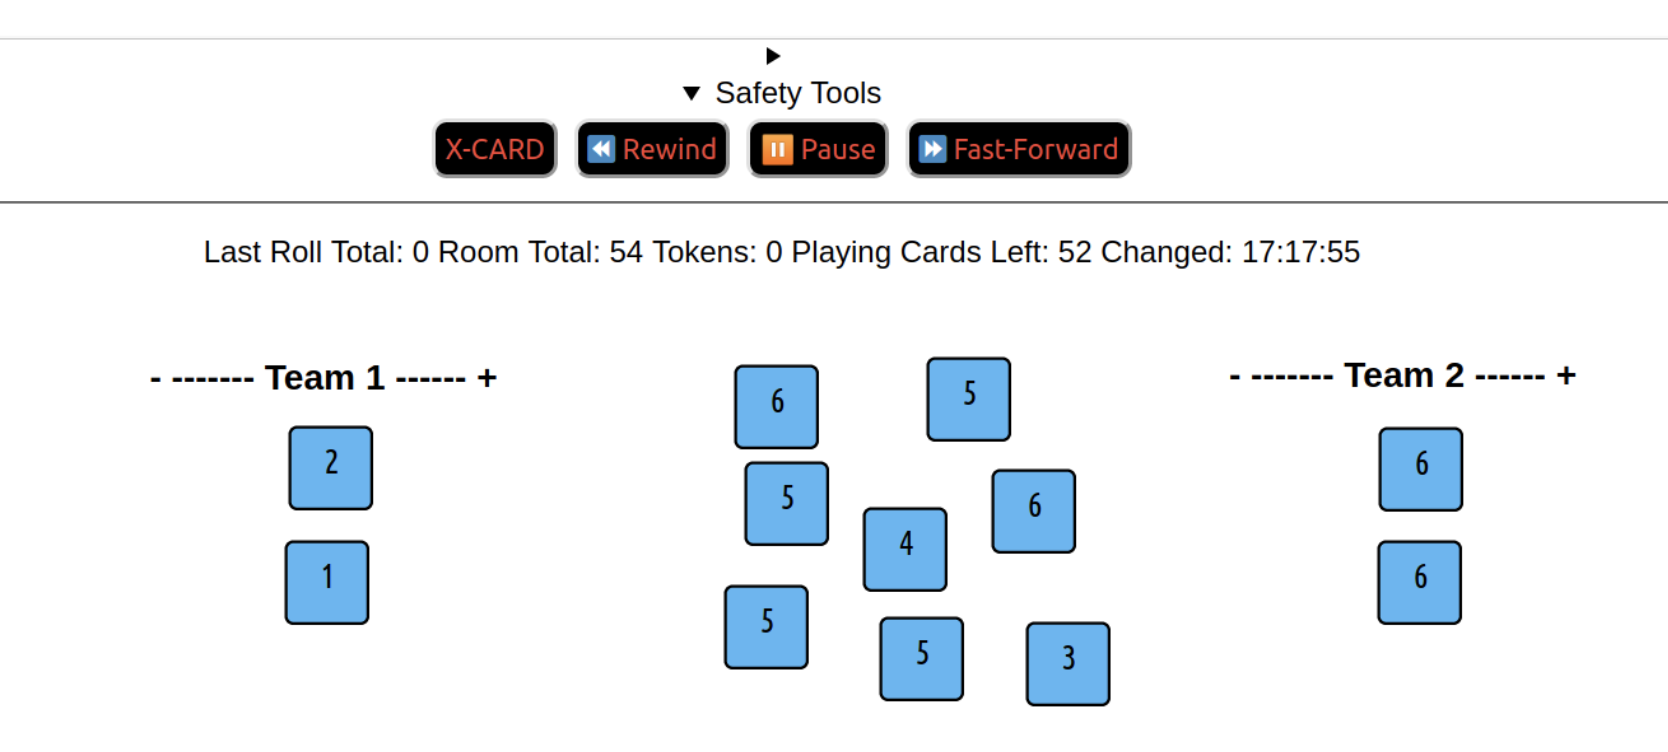 Safety Tools
X-CARD Rewind Pause Fast-Forward
Last Roll Total: 0 Room Total: 54 Tokens: 0 Playing Cards Left: 52 Changed: 17:17:55
- ------- Team 1 ------ +
2
1
6
5
5
6
4
5
5
3
- ------- Team 2 ------ +
6
6